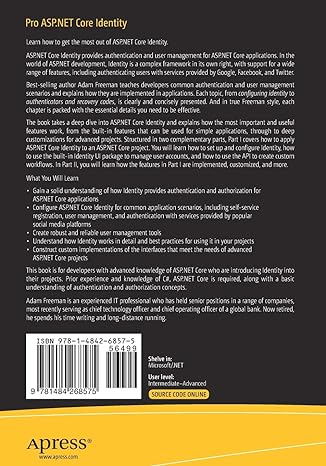 Pro ASP.NET Core Identity
Learn how to get the most out of ASP.NET Core Identity.
ASP.NET Core Identity provides authentication and user management for ASP.NET Core applications. In the
world of ASP.NET development, Identity is a complex framework in its own right, with support for a wide
range of features, including authenticating users with services provided by Google, Facebook, and Twitter.
Best-selling author Adam Freeman teaches developers common authentication and user management
scenarios and explains how they are implemented in applications. Each topic, from configuring identity to
authenticators and recovery codes, is clearly and concisely presented. And in true Freeman style, each
chapter is packed with the essential details you need to be effective.
The book takes a deep dive into ASP.NET Core Identity and explains how the most important and useful
features work, from the built-in features that can be used for simple applications, through to deep
customizations for advanced projects. Structured in two complementary parts, Part I covers how to apply
ASP.NET Core Identity to an ASP.NET Core project. You will learn how to set up and configure Identity, how
to use the built-in Identity UI package to manage user accounts, and how to use the API to create custom
workflows. In Part II, you will learn how the features in Part I are implemented, customized, and more.
What You Will Learn
• Gain a solid understanding of how Identity provides authentication and authorization for
ASP.NET Core applications
• Configure ASP.NET Core Identity for common application scenarios, including self-service
registration, user management, and authentication with services provided by popular
social media platforms
• Create robust and reliable user management tools
• Understand how Identity works in detail and best practices for using it in your projects
• Construct custom implementations of the interfaces that meet the needs of advanced
ASP.NET Core projects
This book is for developers with advanced knowledge of ASP.NET Core who are introducing Identity into
their projects. Prior experience and knowledge of C#, ASP.NET Core is required, along with a basic
understanding of authentication and authorization concepts.
Adam Freeman is an experienced IT professional who has held senior positions in a range of companies,
most recently serving as chief technology officer and chief operating officer of a global bank. Now retired,
he spends his time writing and long-distance running.
ISBN 978-1-4842-6857-5
56499
9 781484 268575
Shelve in:
Microsoft/.NET
User level:
Intermediate–Advanced
SOURCE CODE ONLINE
Apress®
www.apress.com